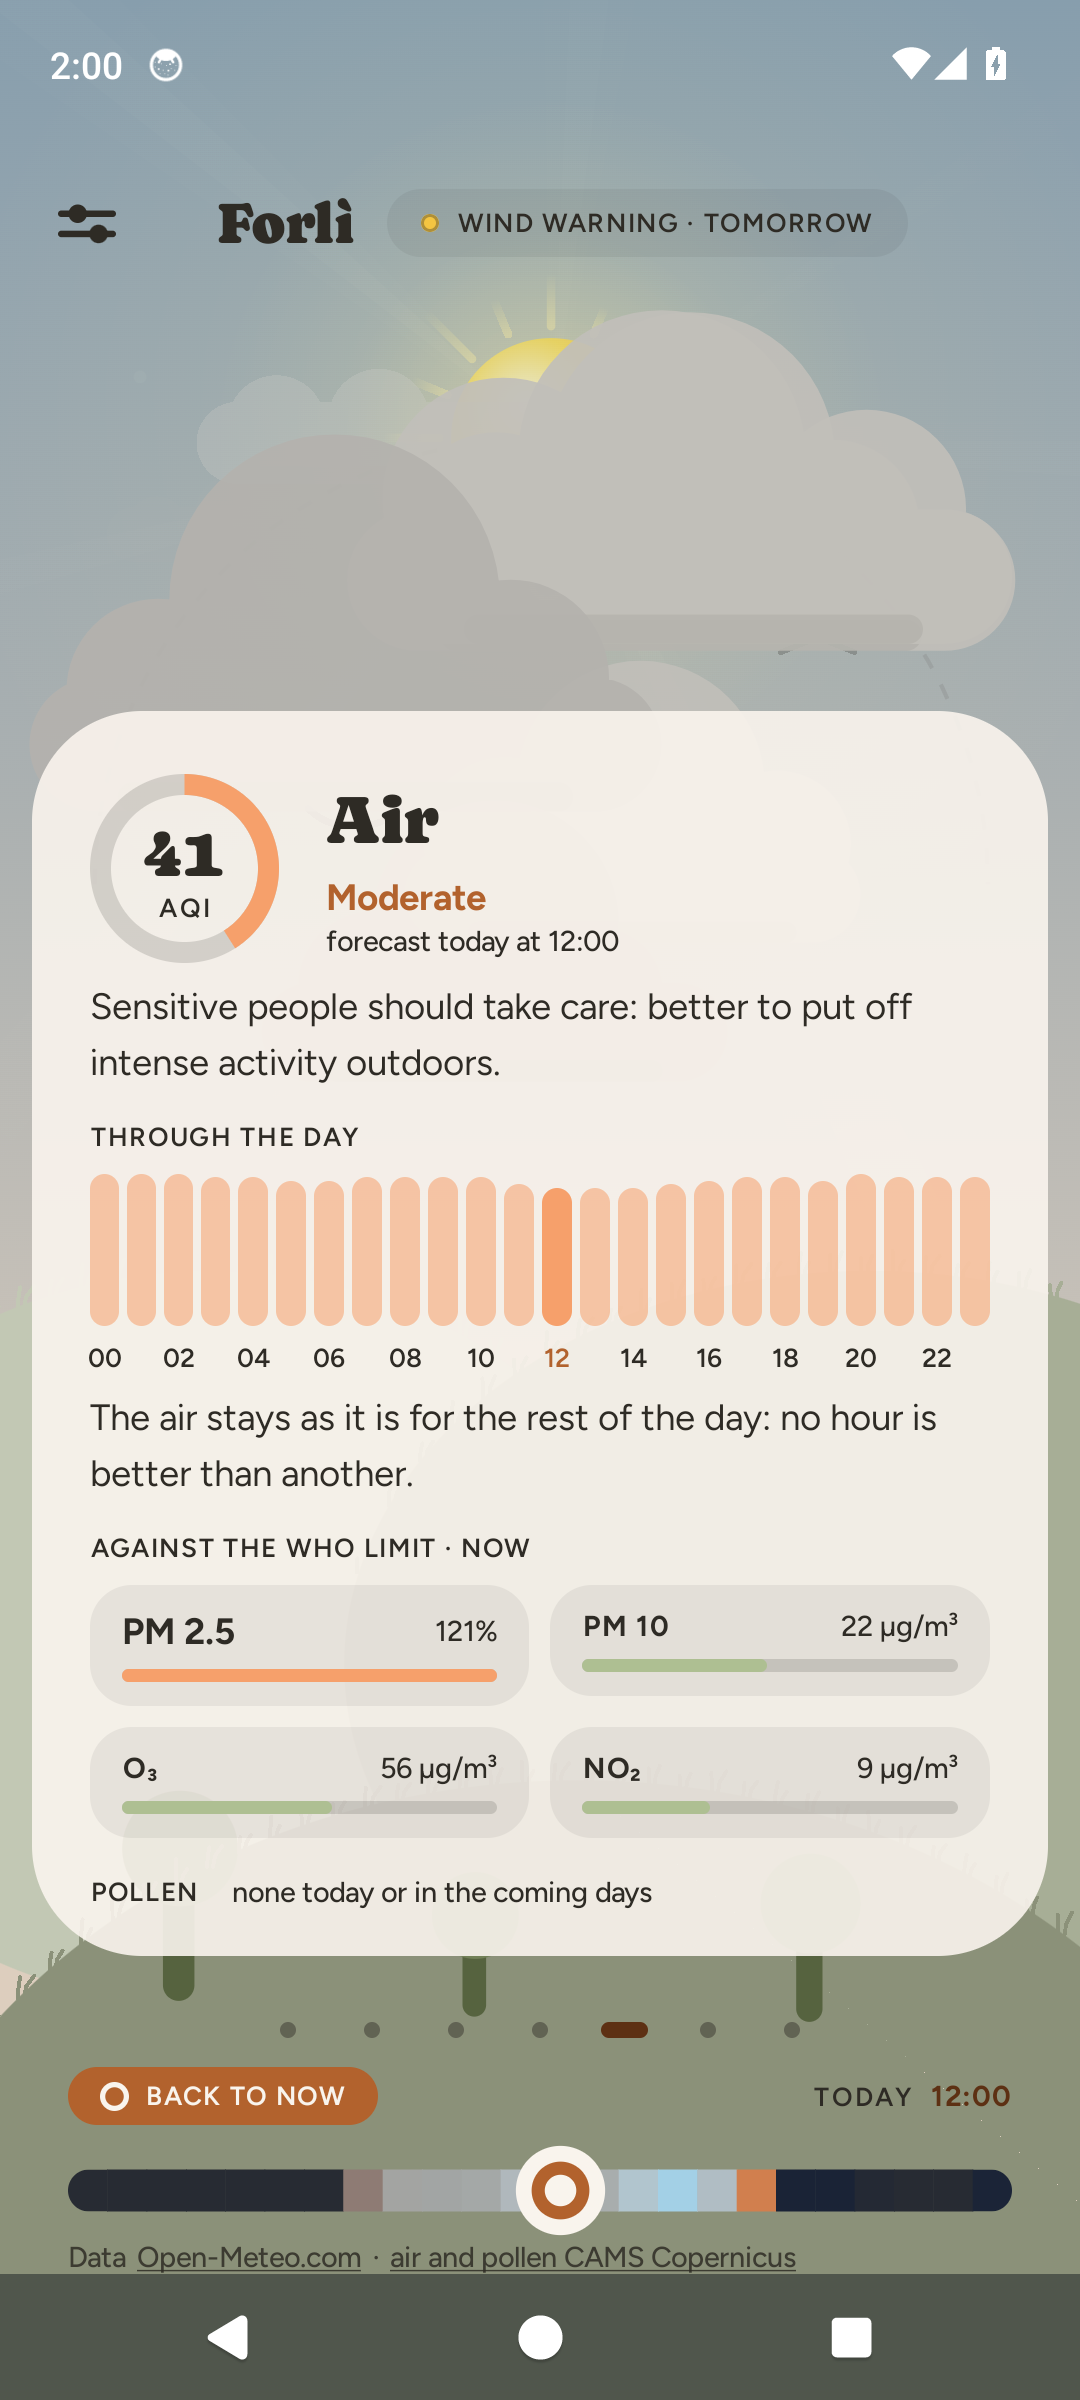 2:00
Forlì
WIND WARNING · TOMORROW
41
AQI
Air
Moderate
forecast today at 12:00
Sensitive people should take care: better to put off
intense activity outdoors.
THROUGH THE DAY
00 02 04 06 08 10 12 14 16 18 20 22
The air stays as it is for the rest of the day: no hour is
better than another.
AGAINST THE WHO LIMIT · NOW
PM 2.5 121%
PM 10 22 µg/m³
O₃ 56 µg/m³
NO₂ 9 µg/m³
POLLEN none today or in the coming days
BACK TO NOW
TODAY 12:00
Data Open-Meteo.com · air and pollen CAMS Copernicus